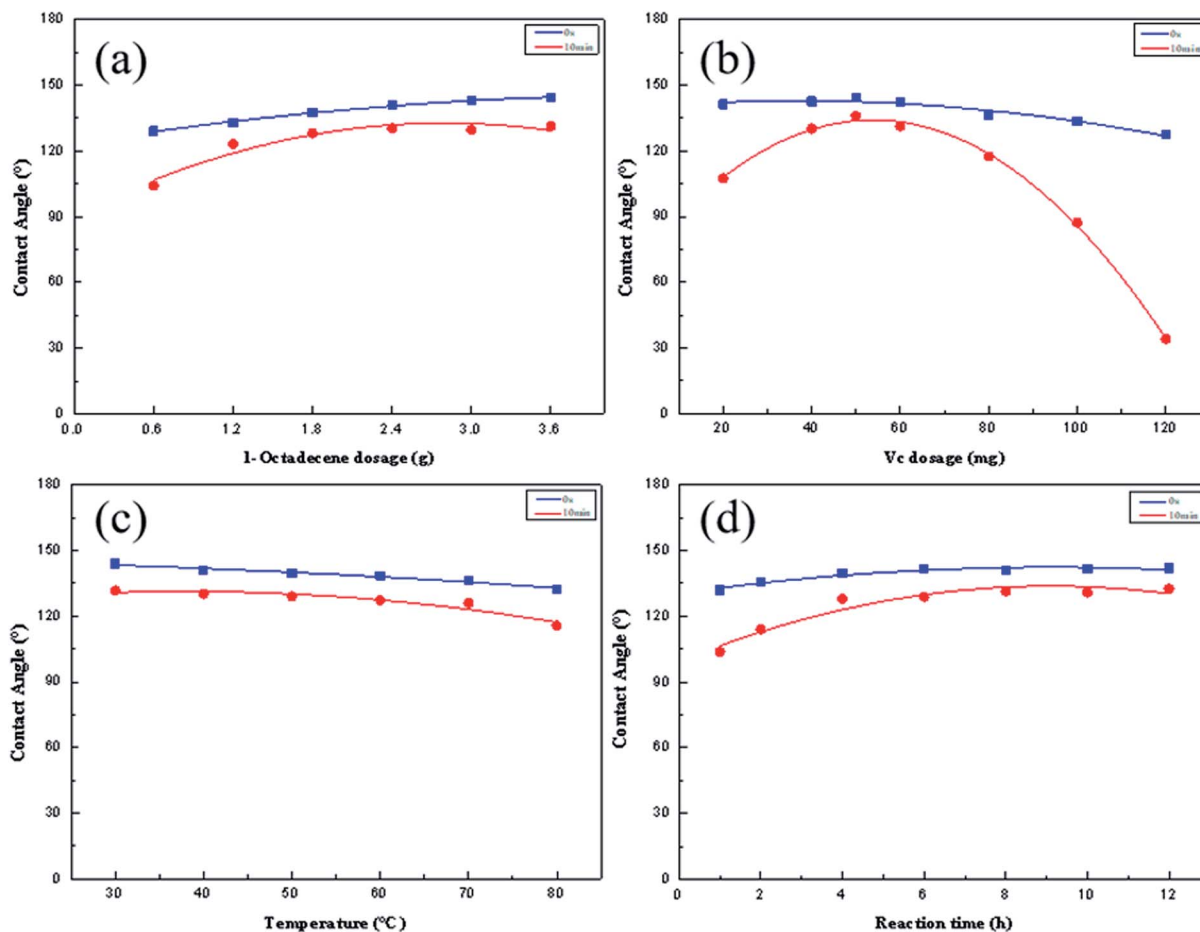 (a)
0s
10min
180
150
120
90
60
30
0
Contact Angle (°)
0.0 0.6 1.2 1.8 2.4 3.0 3.6
1- Octadecene dosage (g)
(b)
0s
10min
180
150
120
90
60
30
0
Contact Angle (°)
20 40 60 80 100 120
Vc dosage (mg)
(c)
0s
10min
180
150
120
90
60
30
0
Contact Angle (°)
30 40 50 60 70 80
Temperature (°C)
(d)
0s
10min
180
150
120
90
60
30
0
Contact Angle (°)
0 2 4 6 8 10 12
Reaction time (h)